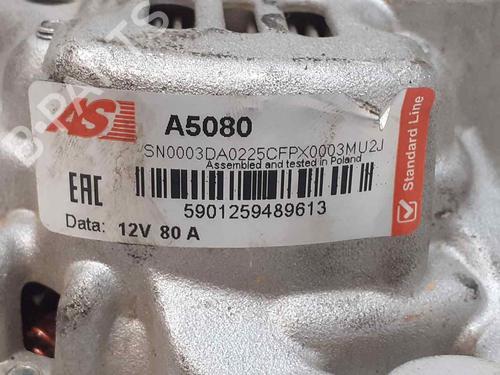 AS
A5080
SN0003DA0225CFPX0003MU2J
Assembled and tested in Poland
EAC
5901259489613
Data: 12V 80 A
Standard Line
B-PARTS